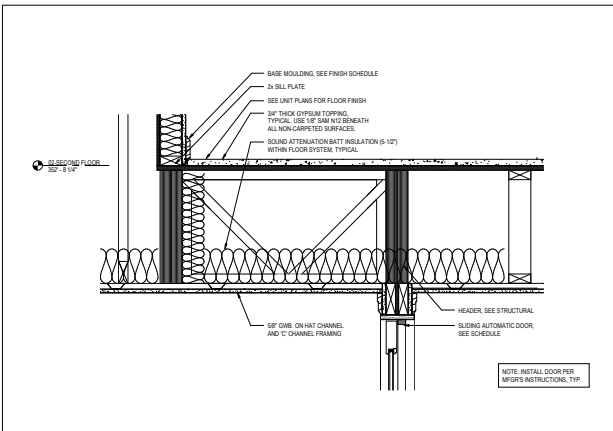 BASE MOULDING, SEE FINISH SCHEDULE
2x SILL PLATE
SEE UNIT PLANS FOR FLOOR FINISH
3/4" THICK GYPSUM TOPPING,
TYPICAL. USE 1/8" SAM N12 BENEATH
ALL NON-CARPETED SURFACES.
SOUND ATTENUATION BATT INSULATION (5-1/2")
WITHIN FLOOR SYSTEM, TYPICAL
02-SECOND FLOOR
352' - 8 1/4"
5/8" GWB. ON HAT CHANNEL
AND 'C' CHANNEL FRAMING
HEADER, SEE STRUCTURAL
SLIDING AUTOMATIC DOOR,
SEE SCHEDULE
NOTE: INSTALL DOOR PER
MFGR'S INSTRUCTIONS, TYP.